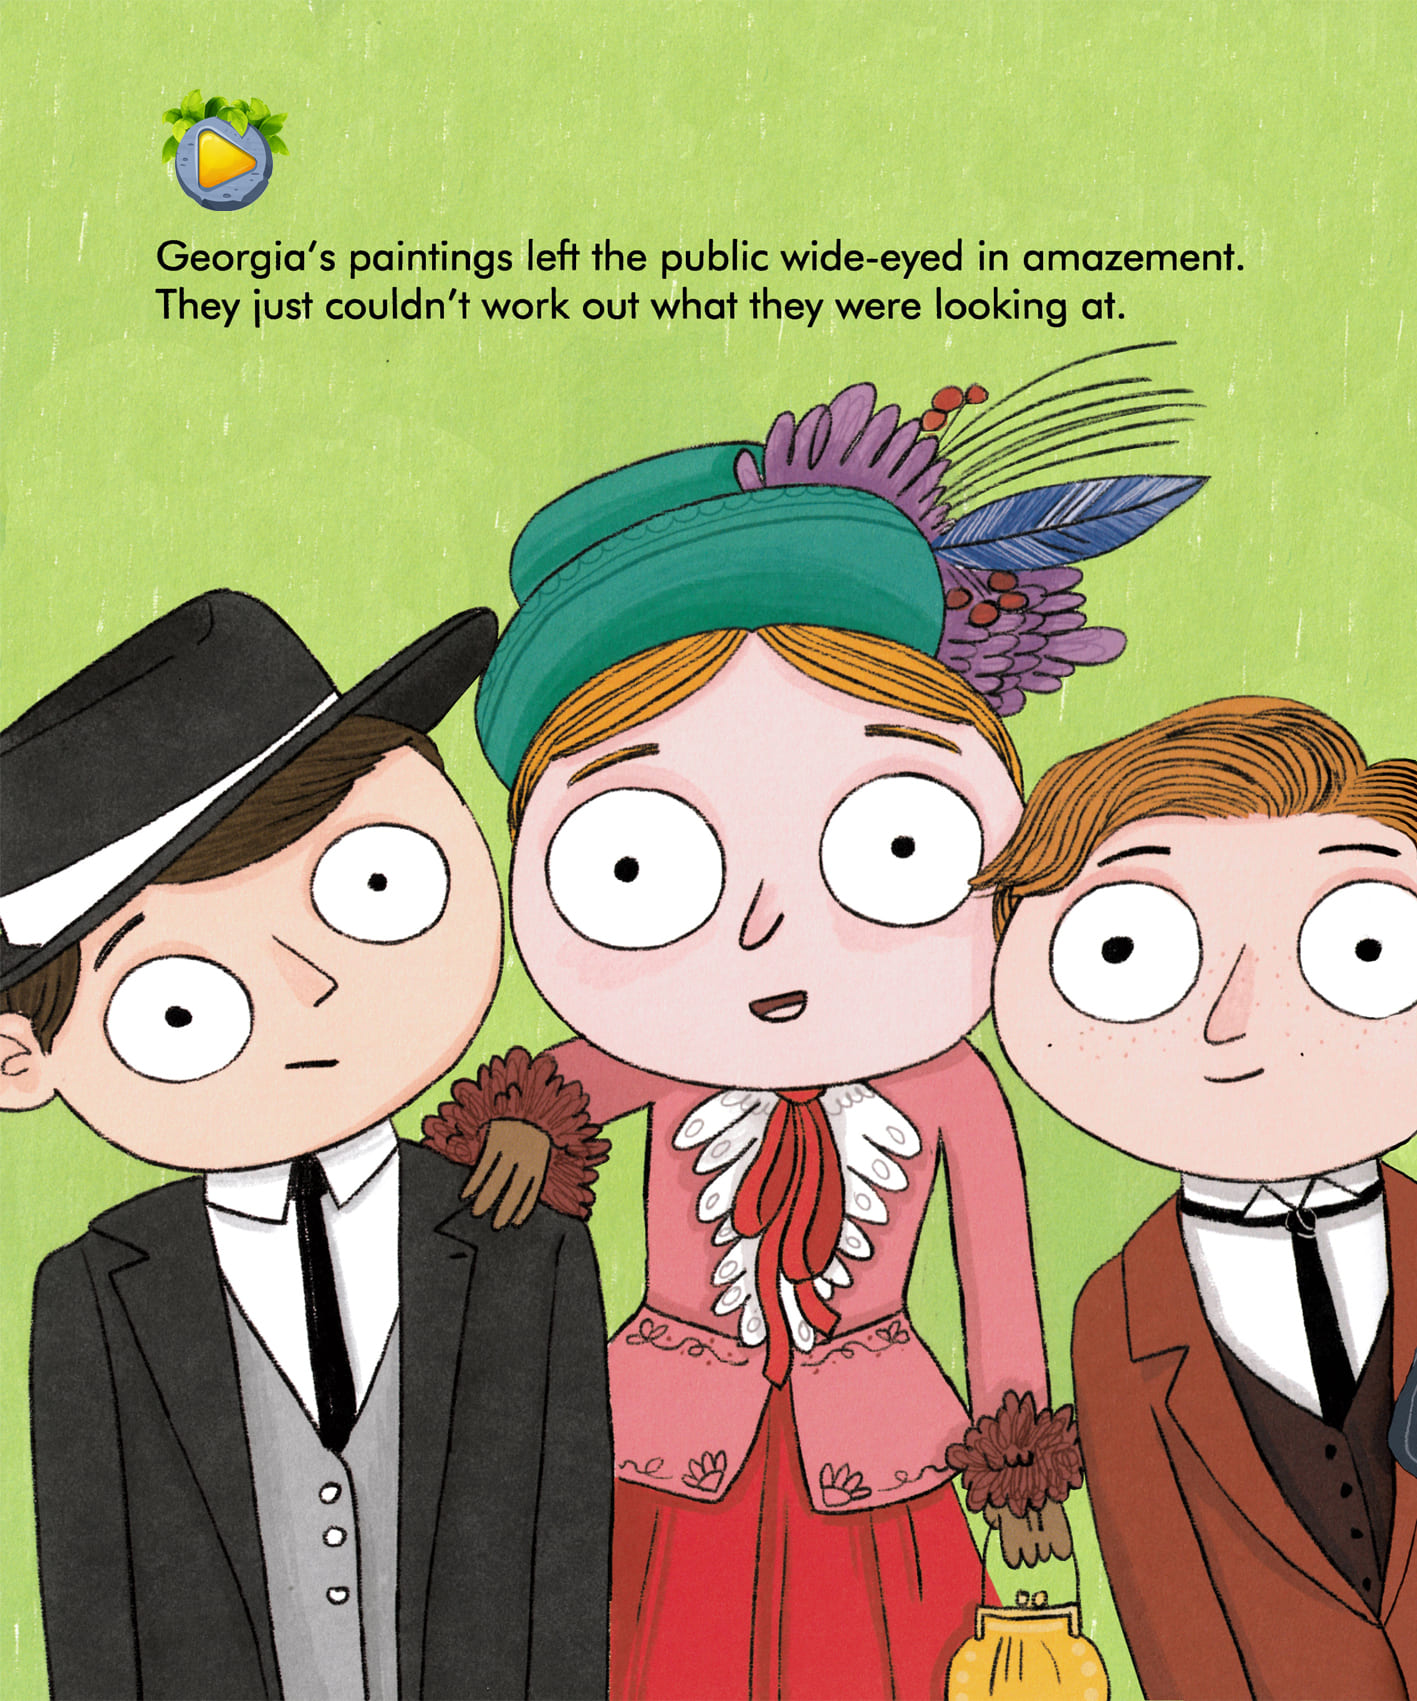 Georgia’s paintings left the public wide-eyed in amazement.
They just couldn’t work out what they were looking at.